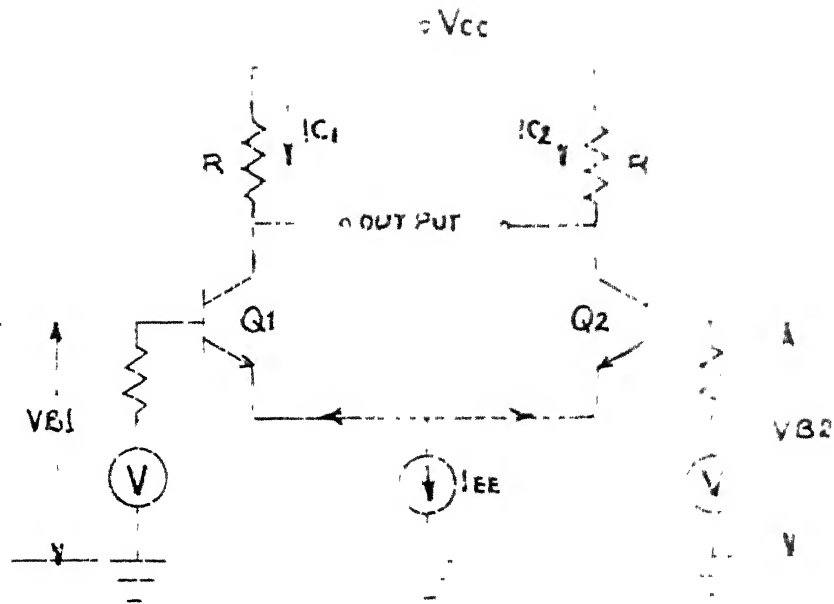 Vcc
IC1 IC2
R R
OUTPUT
Q1 Q2
VB1 VB2
V IEE V